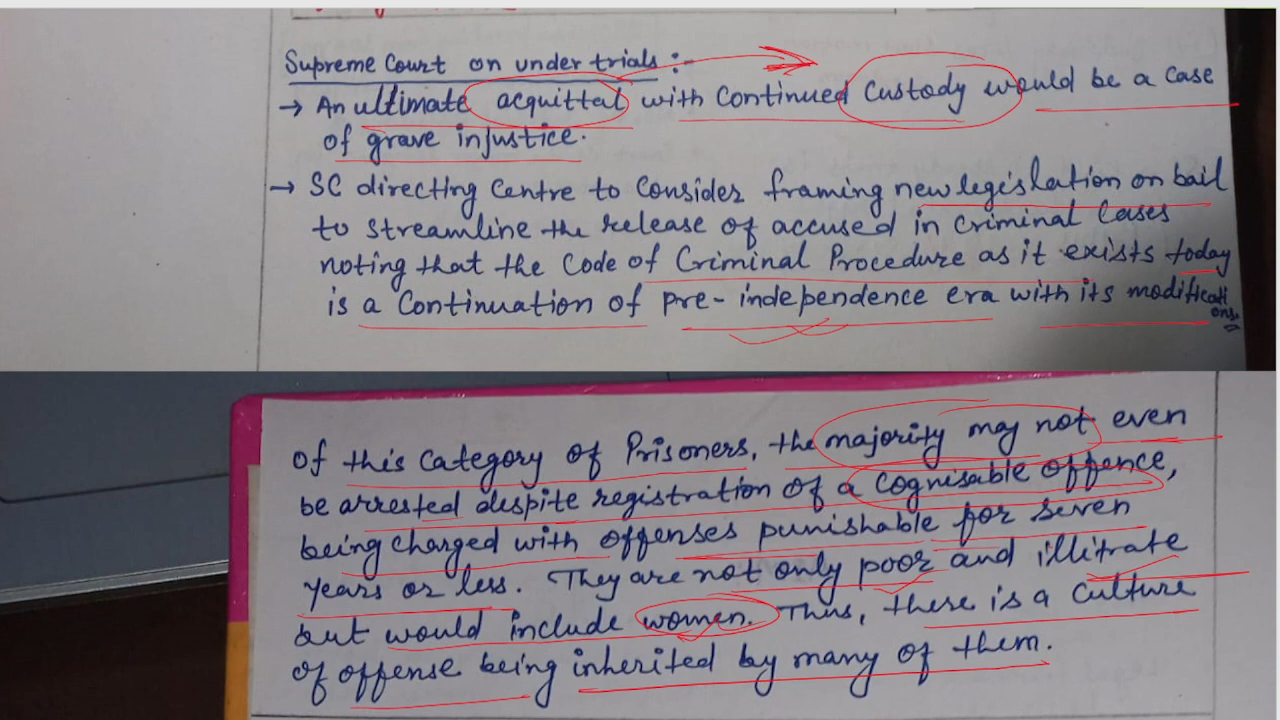 Supreme Court on under trials :-
→ An ultimate acquittal with Continued Custody would be a case
of grave injustice.
→ SC directing Centre to Consider framing new legislation on bail
to streamline the release of accused in Criminal Cases
noting that the Code of Criminal Procedure as it exists today
is a Continuation of pre-independence era with its modificati
ons.
Of this Category of Prisoners, the majority may not even
be arrested despite registration of a Cognisable offence,
being charged with offenses punishable for seven
years or less. They are not only poor and illitrate
but would include women. Thus, there is a Culture
of offense being inherited by many of them.